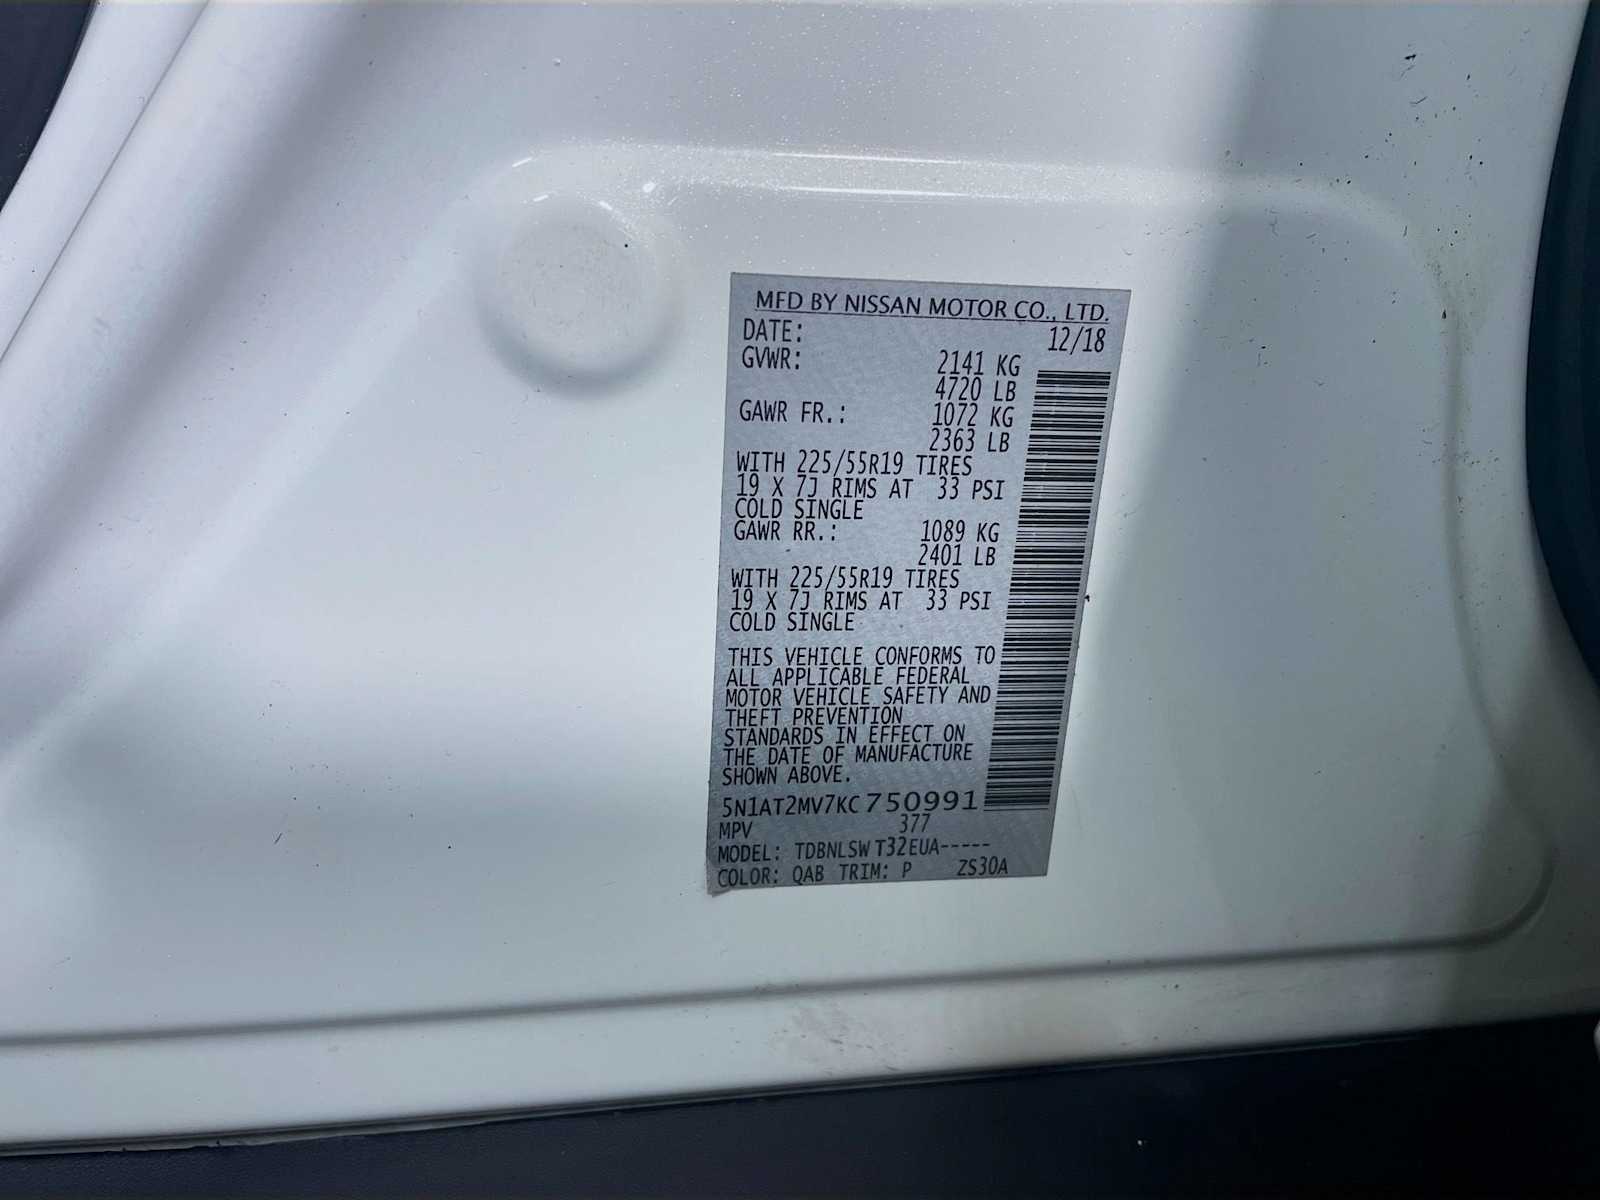 MFD BY NISSAN MOTOR CO., LTD.
DATE: 12/18
GVWR: 2141 KG
4720 LB
GAWR FR.: 1072 KG
2363 LB
WITH 225/55R19 TIRES
19 X 7J RIMS AT 33 PSI
COLD SINGLE
GAWR RR.: 1089 KG
2401 LB
WITH 225/55R19 TIRES
19 X 7J RIMS AT 33 PSI
COLD SINGLE
THIS VEHICLE CONFORMS TO
ALL APPLICABLE FEDERAL
MOTOR VEHICLE SAFETY AND
THEFT PREVENTION
STANDARDS IN EFFECT ON
THE DATE OF MANUFACTURE
SHOWN ABOVE.
5N1AT2MV7KC750991
MPV 377
MODEL: TDBNLSWT32EUA-----
COLOR: QAB TRIM: P ZS30A